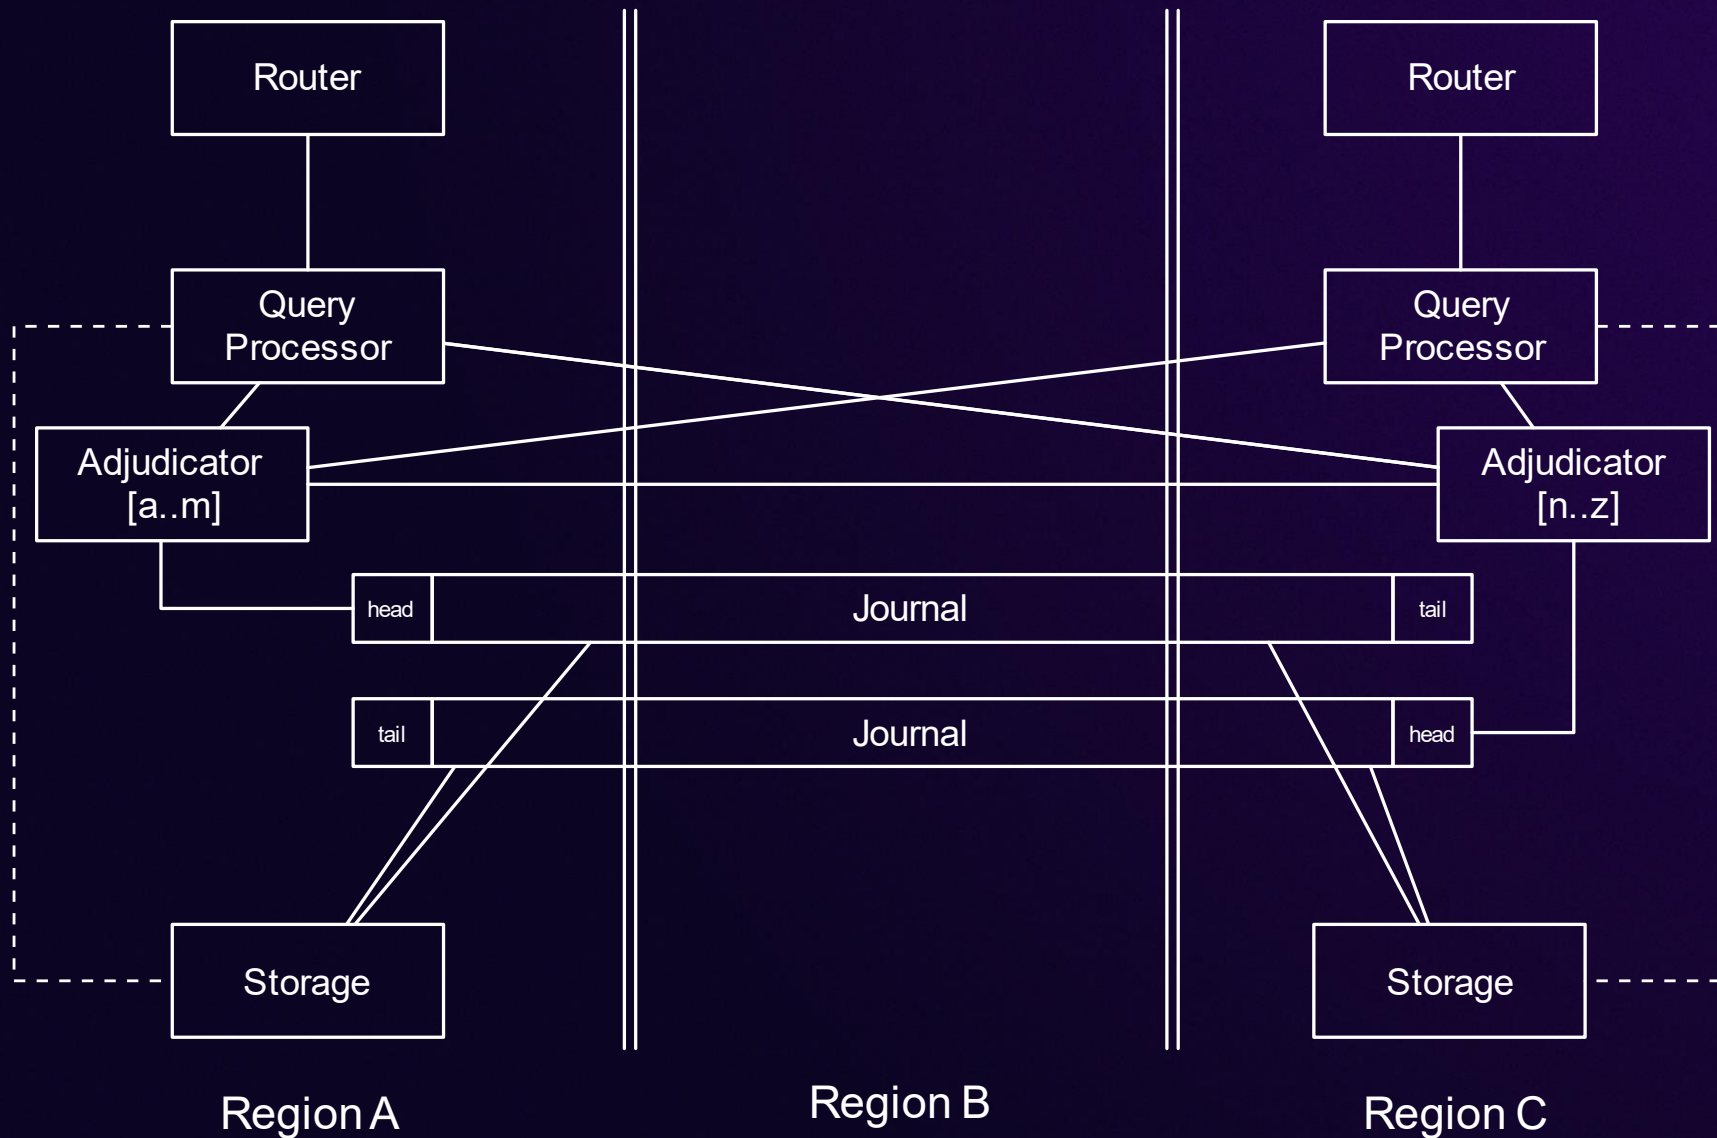 Router
Router
Query
Processor
Query
Processor
Adjudicator
[a..m]
Adjudicator
[n..z]
head
Journal
tail
tail
Journal
head
Storage
Storage
Region A
Region B
Region C